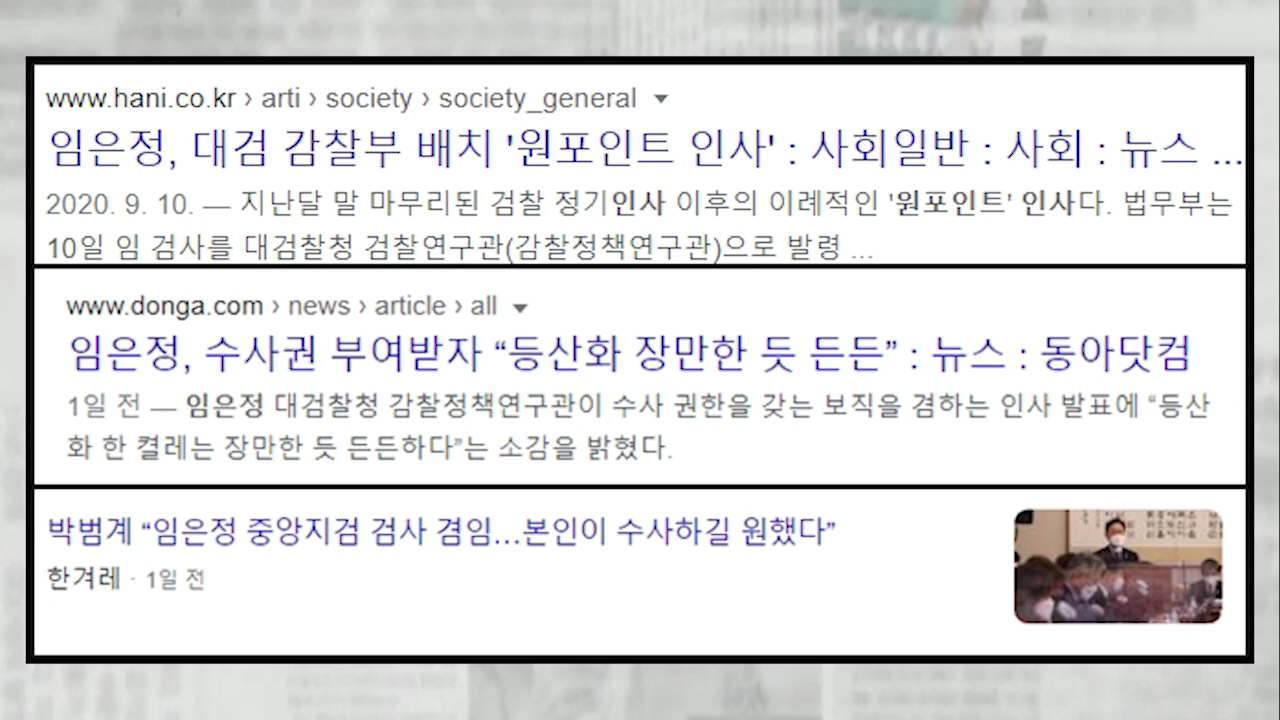 www.hani.co.kr › arti › society › society_general
임은정, 대검 감찰부 배치 '원포인트 인사' : 사회일반 : 사회 : 뉴스 ...
2020. 9. 10. — 지난달 말 마무리된 검찰 정기인사 이후의 이례적인 '원포인트' 인사다. 법무부는
10일 임 검사를 대검찰청 검찰연구관(감찰정책연구관)으로 발령 ...
www.donga.com › news › article › all
임은정, 수사권 부여받자 “등산화 장만한 듯 든든” : 뉴스 : 동아닷컴
1일 전 — 임은정 대검찰청 감찰정책연구관이 수사 권한을 갖는 보직을 겸하는 인사 발표에 “등산
화 한 켤레는 장만한 듯 든든하다”는 소감을 밝혔다.
박범계 “임은정 중앙지검 검사 겸임...본인이 수사하길 원했다”
한겨레 · 1일 전